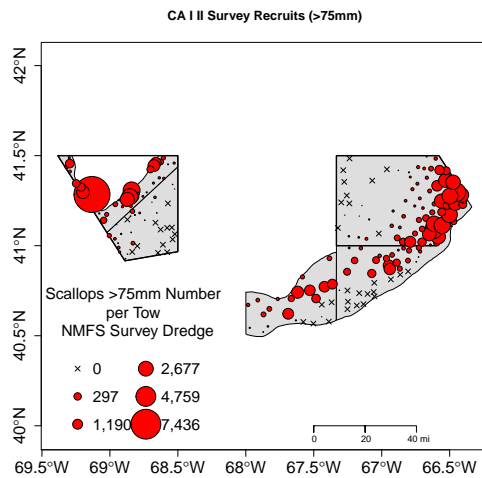 CA I II Survey Recruits (>75mm)
42°N
41.5°N
41°N
40.5°N
40°N
Scallops >75mm Number
per Tow
NMFS Survey Dredge
0 2,677
297 4,759
1,190 7,436
0 20 40 mi
69.5°W 69°W 68.5°W 68°W 67.5°W 67°W 66.5°W